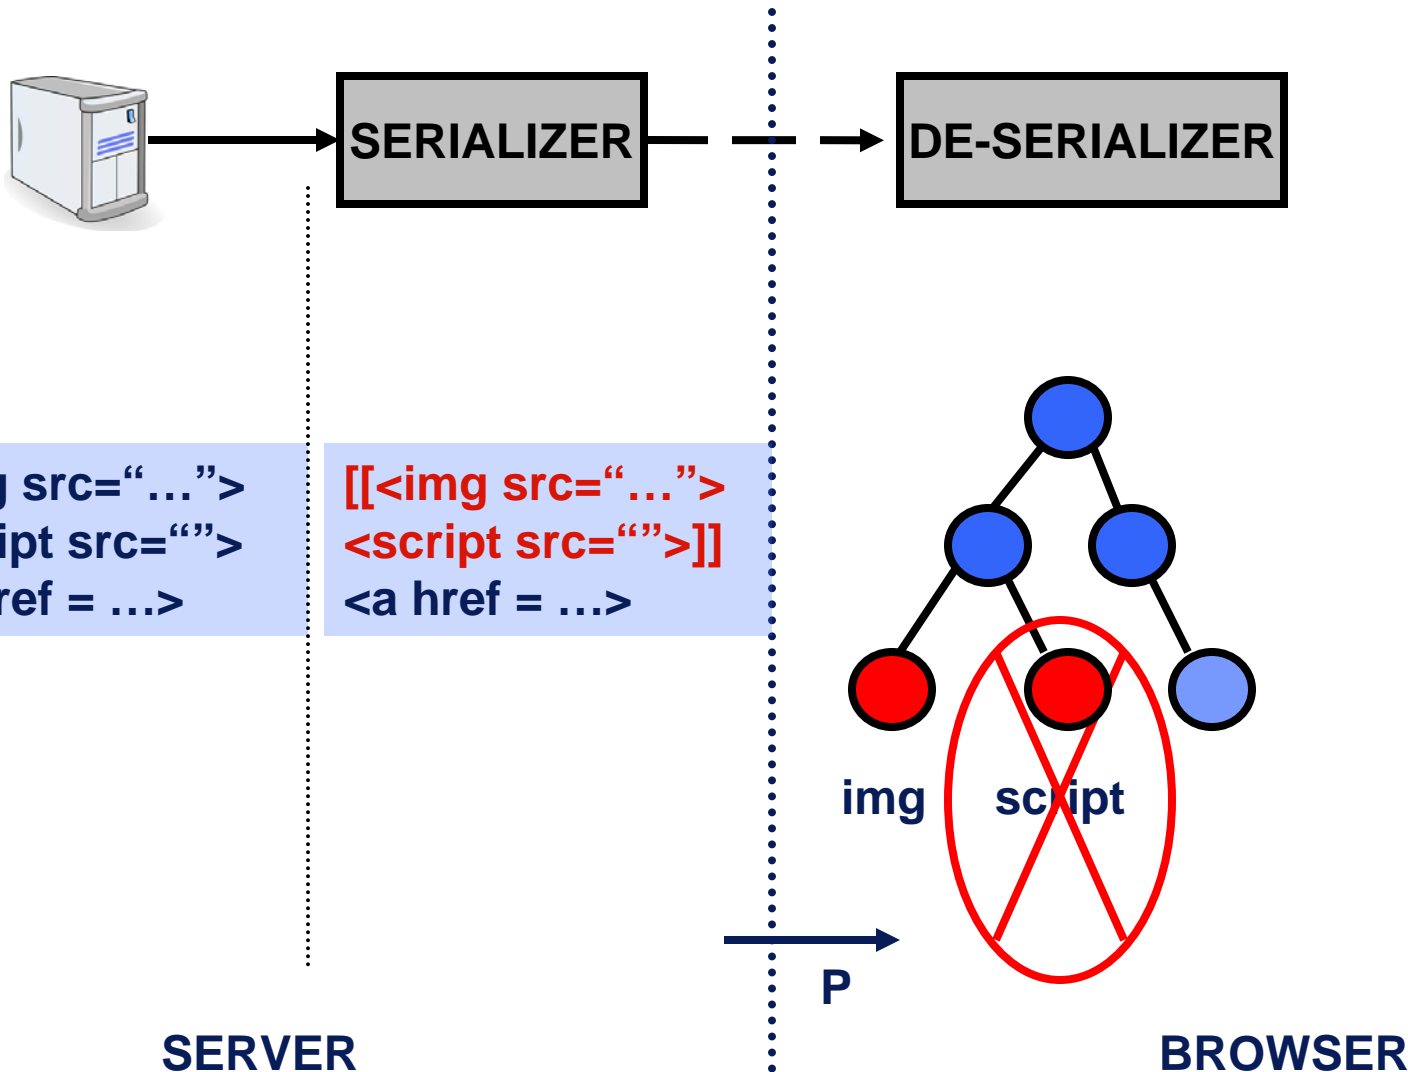 SERIALIZER
DE-SERIALIZER
g src=“…”>
ipt src=“”>
ref = …>
[[<img src=“…”>
<script src=“”>]]
<a href = …>
img
script
P
SERVER
BROWSER